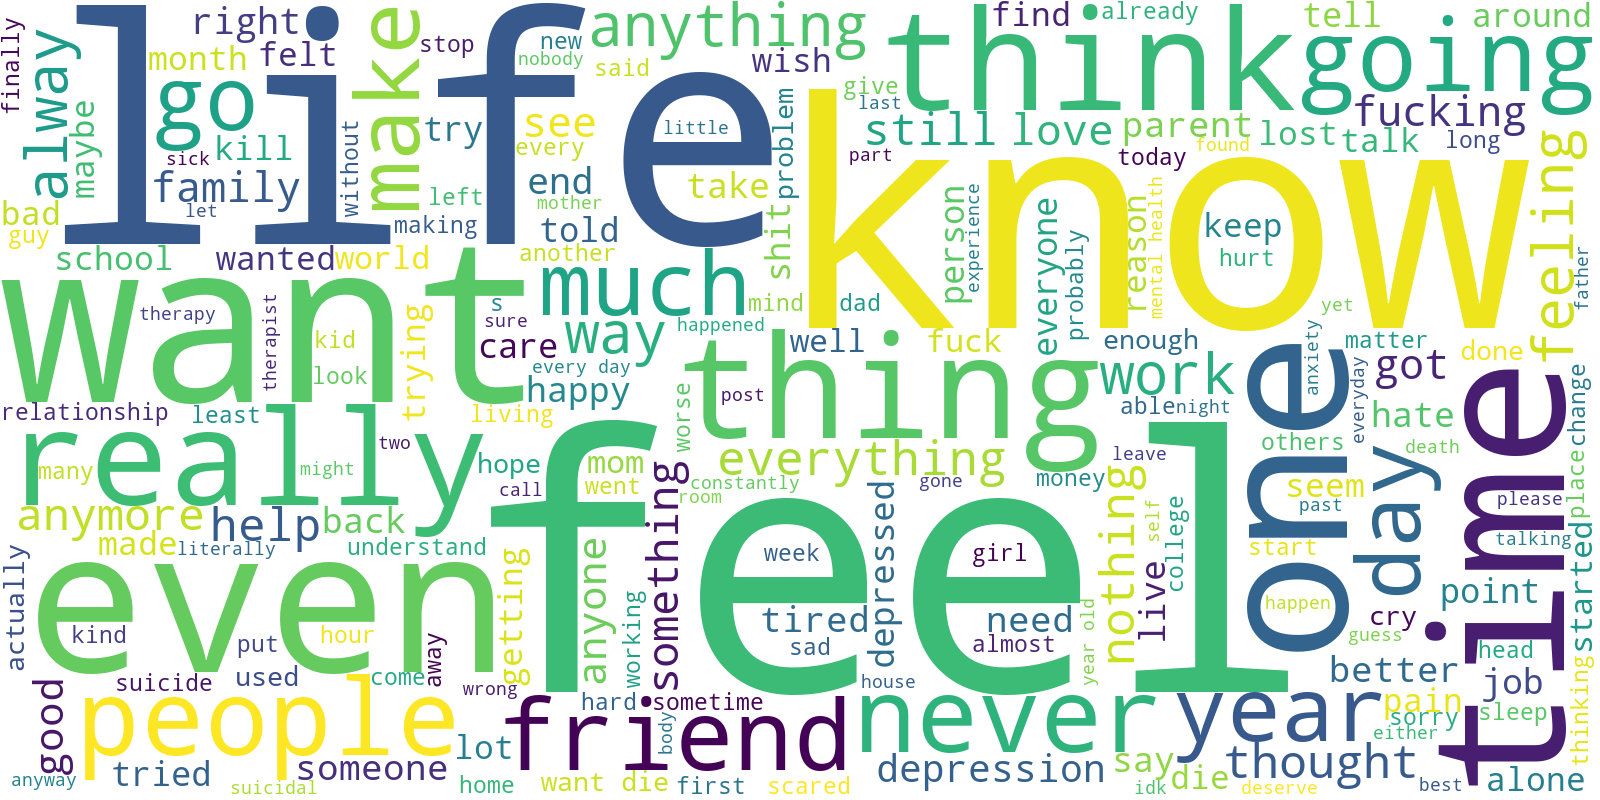 finally
right
month
felt
alway
maybe
go
sick
kill
family
let
bad
guy
life
without
make
stop
try
left
making
new
nobody
every
see
end
mother
told
another
anything
said
wish
little
take
problem
shit
think
find
already
give
last
still
love
part
tell
around
going
fucking
parent
lost
talk
long
found
today
know
person
experience
everyone
probably
reason
mental health
keep
hurt
feeling
father
yet
school
wanted
world
want
therapy
therapist
kid
look
trying
s
sure
care
much
way
happened
every day
happy
living
mind
dad
well
fuck
thing
worse
post
enough
work
able
night
anxiety
everyday
matter
got
done
hate
others
death
change
place
relationship
least
really
many
two
might
hope
call
mom
went
everything
constantly
room
money
gone
leave
one
day
seem
past
start
time
please
talking
started
anymore
help
back
made
literally
understand
actually
even
kind
put
hour
getting
feel
anyone
something
working
week
tired
sad
depressed
girl
need
almost
nothing
self
live
college
year old
happen
guess
cry
point
head
job
sleep
thinking
better
suicide
used
come
away
wrong
hard
sometime
body
house
good
people
tried
someone
anyway
suicidal
lot
home
friend
want die
first
scared
never
depression
year
say
die
idk
thought
deserve
pain
sorry
either
best
alone